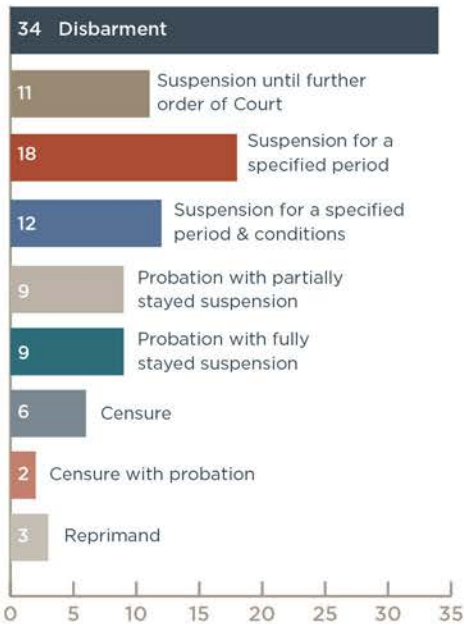 34 Disbarment
11 Suspension until further
order of Court
18 Suspension for a
specified period
12 Suspension for a specified
period & conditions
9 Probation with partially
stayed suspension
9 Probation with fully
stayed suspension
6 Censure
2 Censure with probation
3 Reprimand
0 5 10 15 20 25 30 35